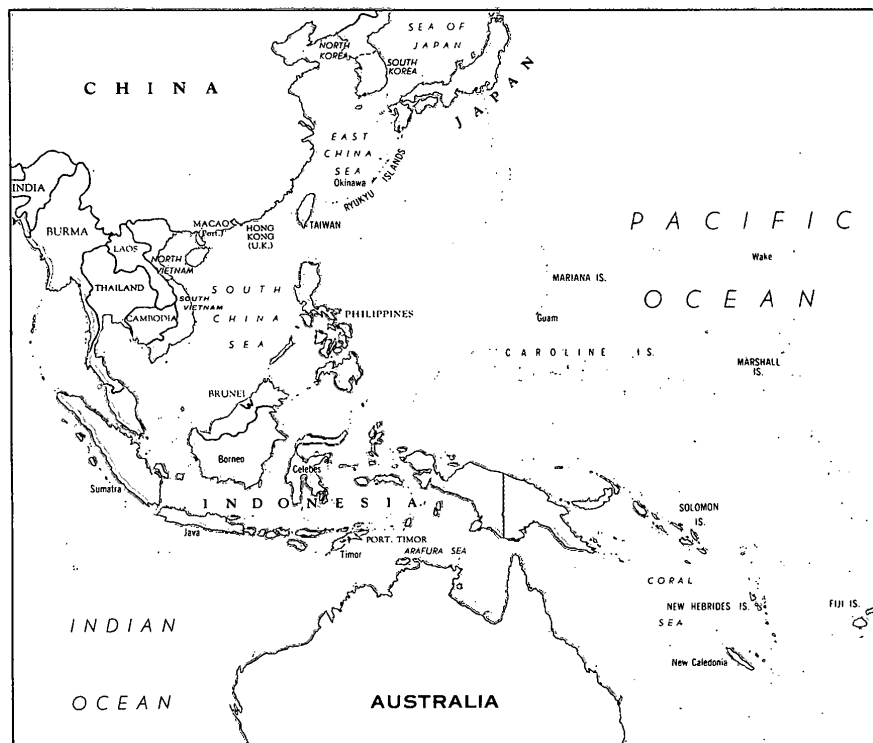 SEA OF
JAPAN
NORTH
KOREA
SOUTH
KOREA
CHINA
JAPAN
EAST
CHINA
SEA
Okinawa
RYUKYU ISLANDS
INDIA
BURMA
MACAO
(Port.)
HONG
KONG
(U.K.)
TAIWAN
LAOS
NORTH
VIETNAM
THAILAND
SOUTH
VIETNAM
CAMBODIA
SOUTH
CHINA
SEA
PHILIPPINES
PACIFIC
OCEAN
Wake
MARIANA IS.
Guam
CAROLINE IS.
MARSHALL
IS.
BRUNEI
Borneo
Celebes
Sumatra
INDONESIA
Java
PORT. TIMOR
Timor
ARAFURA SEA
SOLOMON
IS.
CORAL
SEA
NEW HEBRIDES IS.
FIJI IS.
New Caledonia
INDIAN
OCEAN
AUSTRALIA